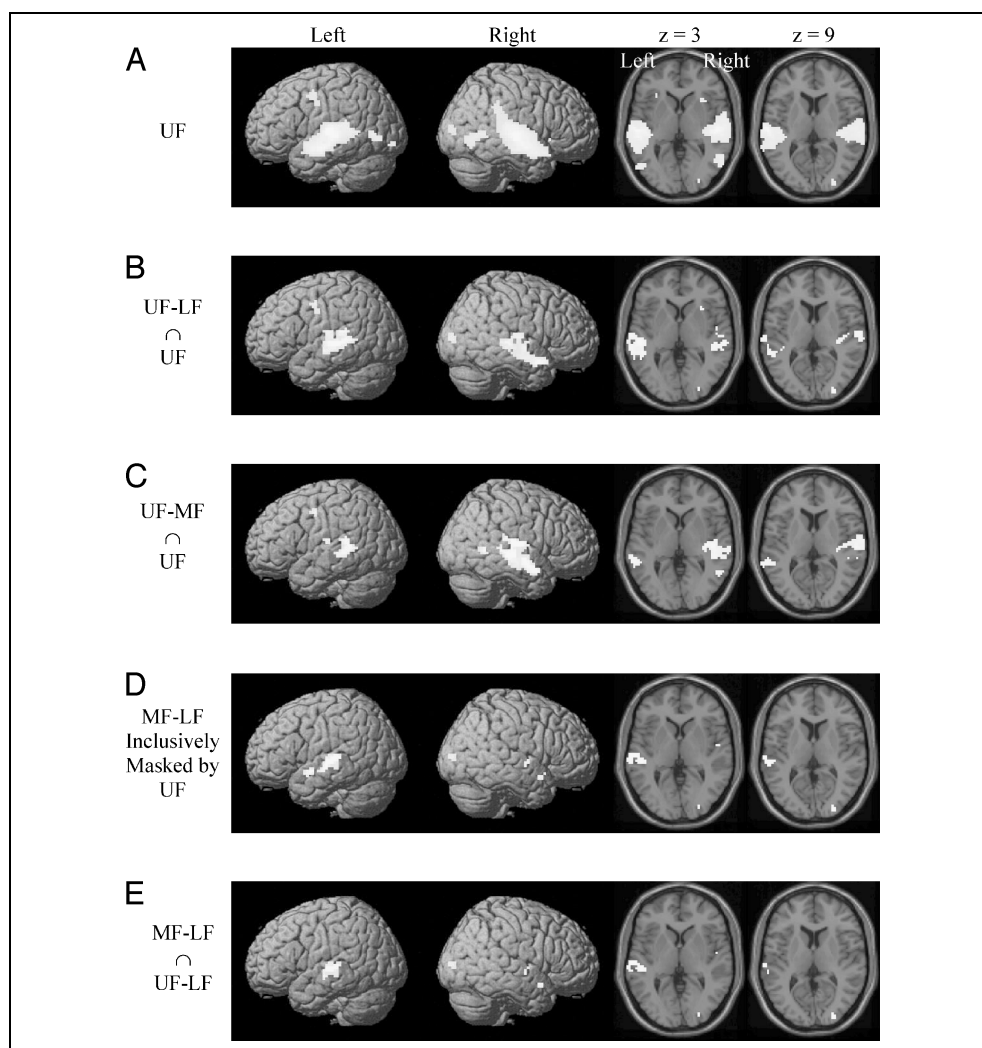 Left Right z = 3 z = 9
A
Left Right
UF
B
UF-LF
∩
UF
C
UF-MF
∩
UF
D
MF-LF
Inclusively
Masked by
UF
E
MF-LF
∩
UF-LF